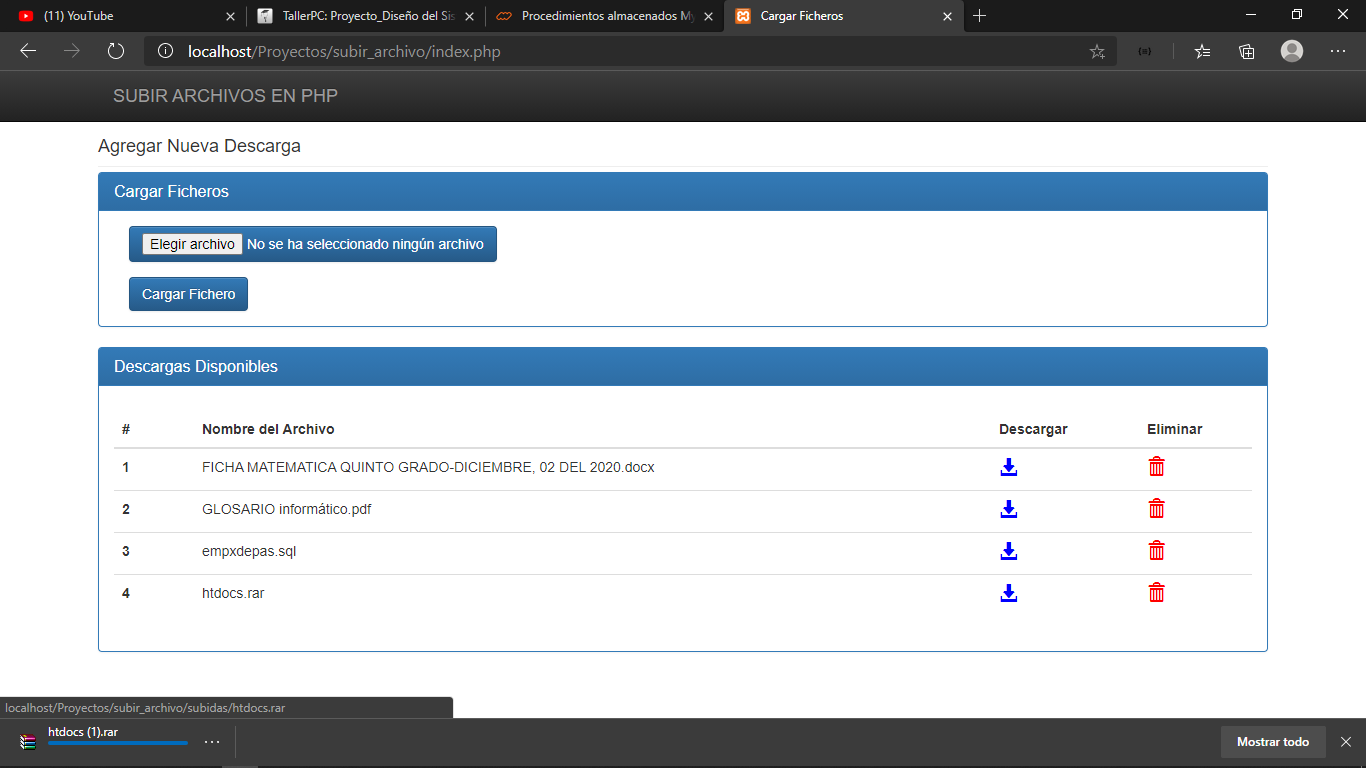 (11) YouTube
TallerPC: Proyecto_Diseño del Sis
Procedimientos almacenados My
Cargar Ficheros
localhost/Proyectos/subir_archivo/index.php
SUBIR ARCHIVOS EN PHP
Agregar Nueva Descarga
Cargar Ficheros
Elegir archivo No se ha seleccionado ningún archivo
Cargar Fichero
Descargas Disponibles
# Nombre del Archivo Descargar Eliminar
1 FICHA MATEMATICA QUINTO GRADO-DICIEMBRE, 02 DEL 2020.docx
2 GLOSARIO informático.pdf
3 empxdepas.sql
4 htdocs.rar
localhost/Proyectos/subir_archivo/subidas/htdocs.rar
htdocs (1).rar
Mostrar todo